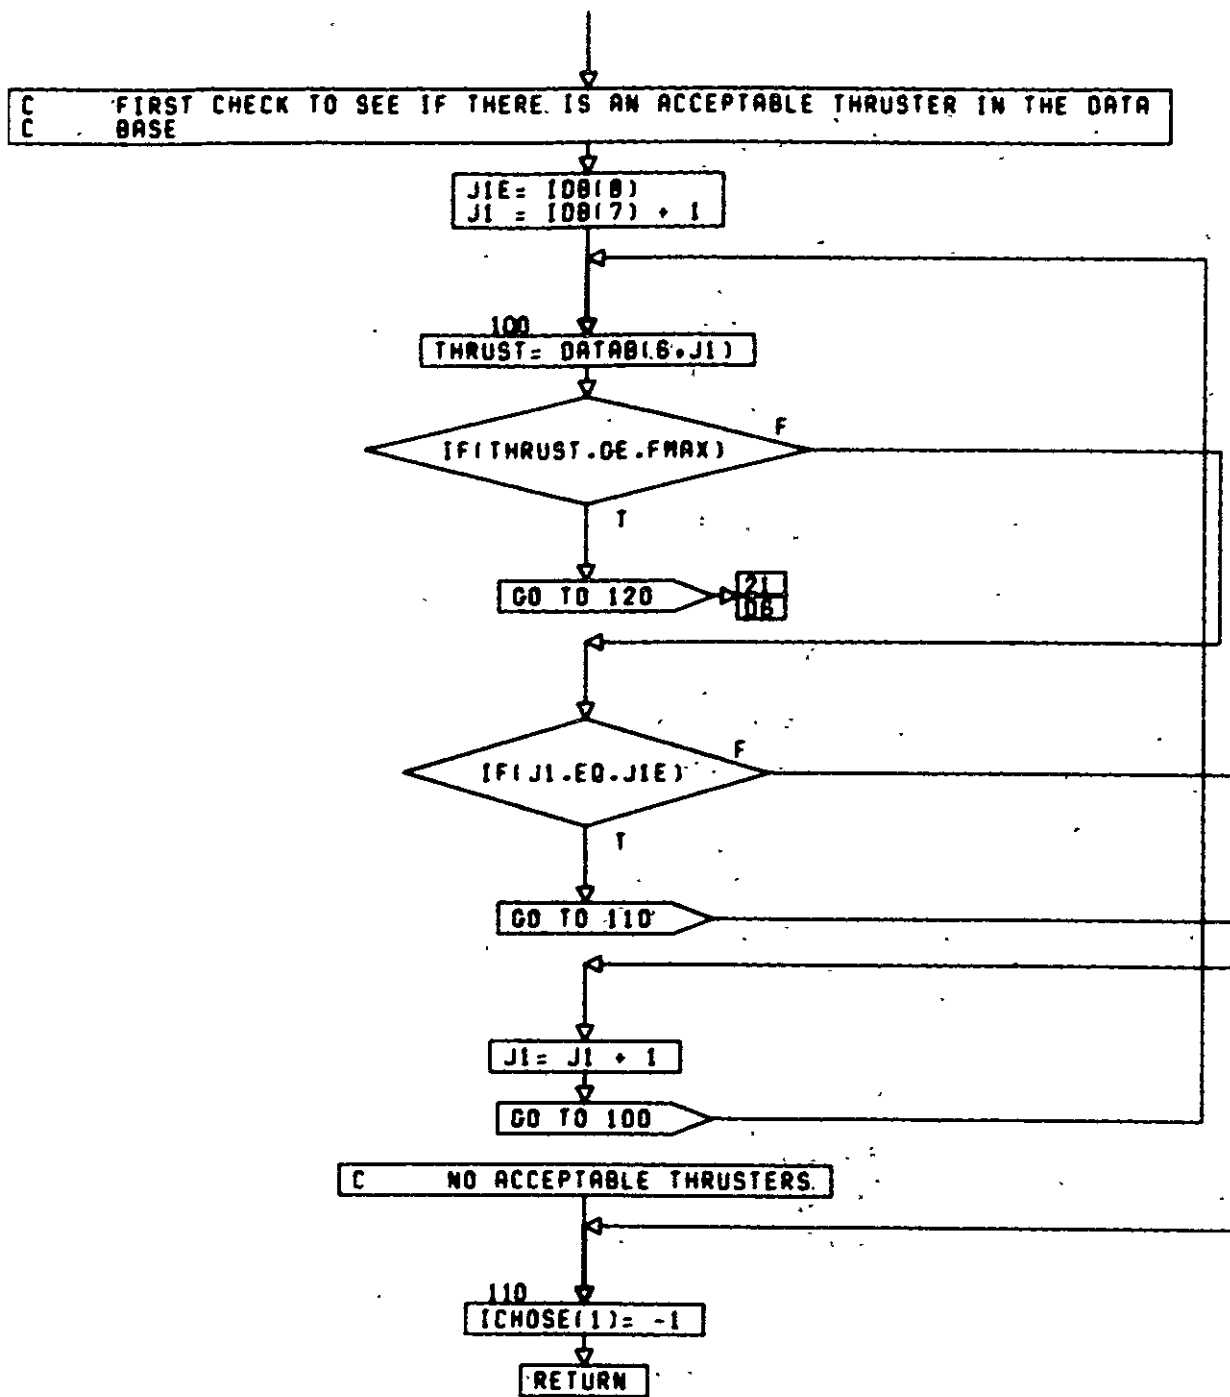 C FIRST CHECK TO SEE IF THERE IS AN ACCEPTABLE THRUSTER IN THE DATA
C BASE
J1E= IDB(8)
J1 = IDB(7) + 1
100
THRUST= DATAB(6,J1)
IF(THRUST.GE.FMAX)
F
T
GO TO 120
21
06
IF(J1.EQ.J1E)
F
T
GO TO 110
J1= J1 + 1
GO TO 100
C NO ACCEPTABLE THRUSTERS.
110
ICHOSE(1)= -1
RETURN